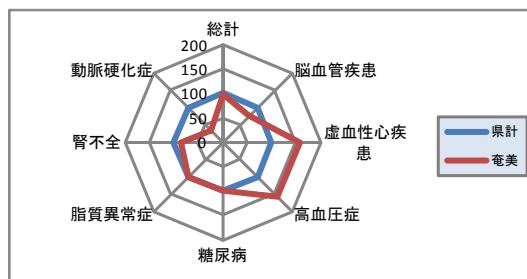 総計
200
150
100
50
0
脳血管疾患
虚血性心疾
患
高血圧症
糖尿病
脂質異常症
腎不全
動脈硬化症
県計
奄美